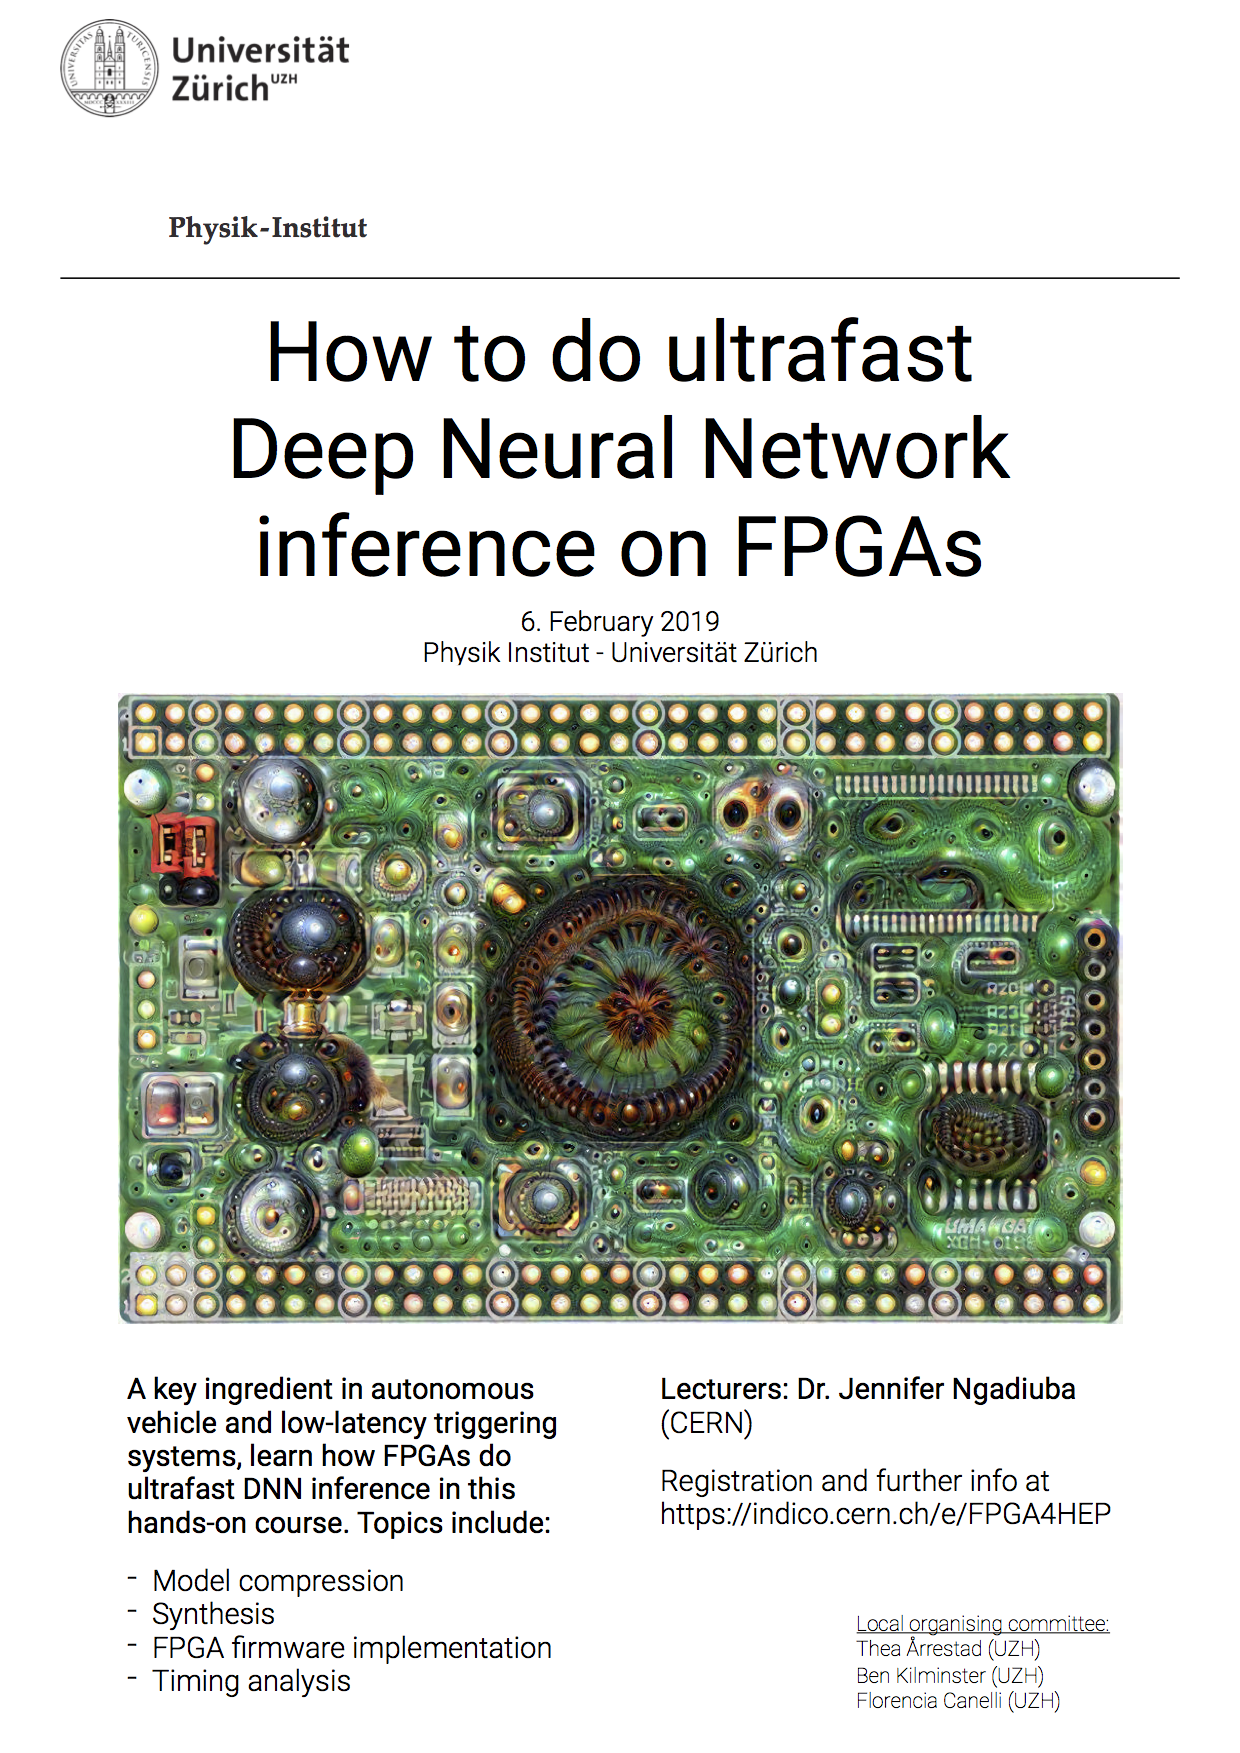 Universität
Zürich UZH
Physik-Institut
How to do ultrafast
Deep Neural Network
inference on FPGAs
6. February 2019
Physik Institut - Universität Zürich
A key ingredient in autonomous
vehicle and low-latency triggering
systems, learn how FPGAs do
ultrafast DNN inference in this
hands-on course. Topics include:
- Model compression
- Synthesis
- FPGA firmware implementation
- Timing analysis
Lecturers: Dr. Jennifer Ngadiuba
(CERN)
Registration and further info at
https://indico.cern.ch/e/FPGA4HEP
Local organising committee:
Thea Årrestad (UZH)
Ben Kilminster (UZH)
Florencia Canelli (UZH)